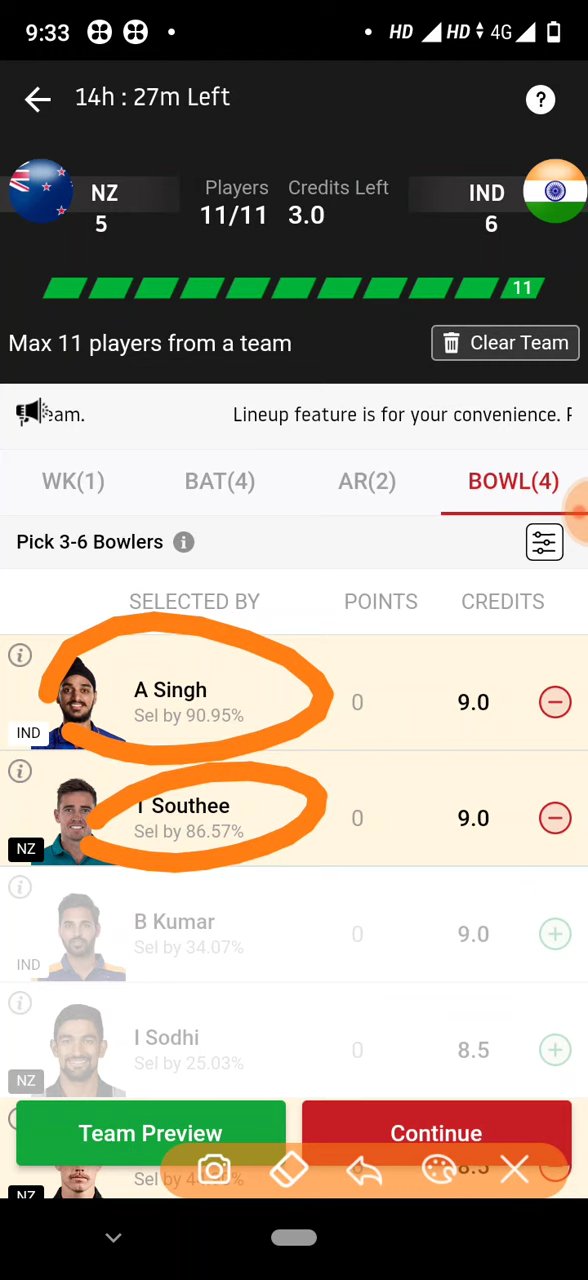 9:33 HD HD 4G
14h : 27m Left ?
NZ Players Credits Left IND
5 11/11 3.0 6
11
Max 11 players from a team Clear Team
eam. Lineup feature is for your convenience.
WK(1) BAT(4) AR(2) BOWL(4)
Pick 3-6 Bowlers i
SELECTED BY POINTS CREDITS
i
A Singh
Sel by 90.95% 0 9.0
IND
i
T Southee
Sel by 86.57% 0 9.0
NZ
i
B Kumar
Sel by 34.07% 0 9.0
IND
i
I Sodhi
Sel by 25.03% 0 8.5
NZ
Team Preview Continue
Sel by
NZ